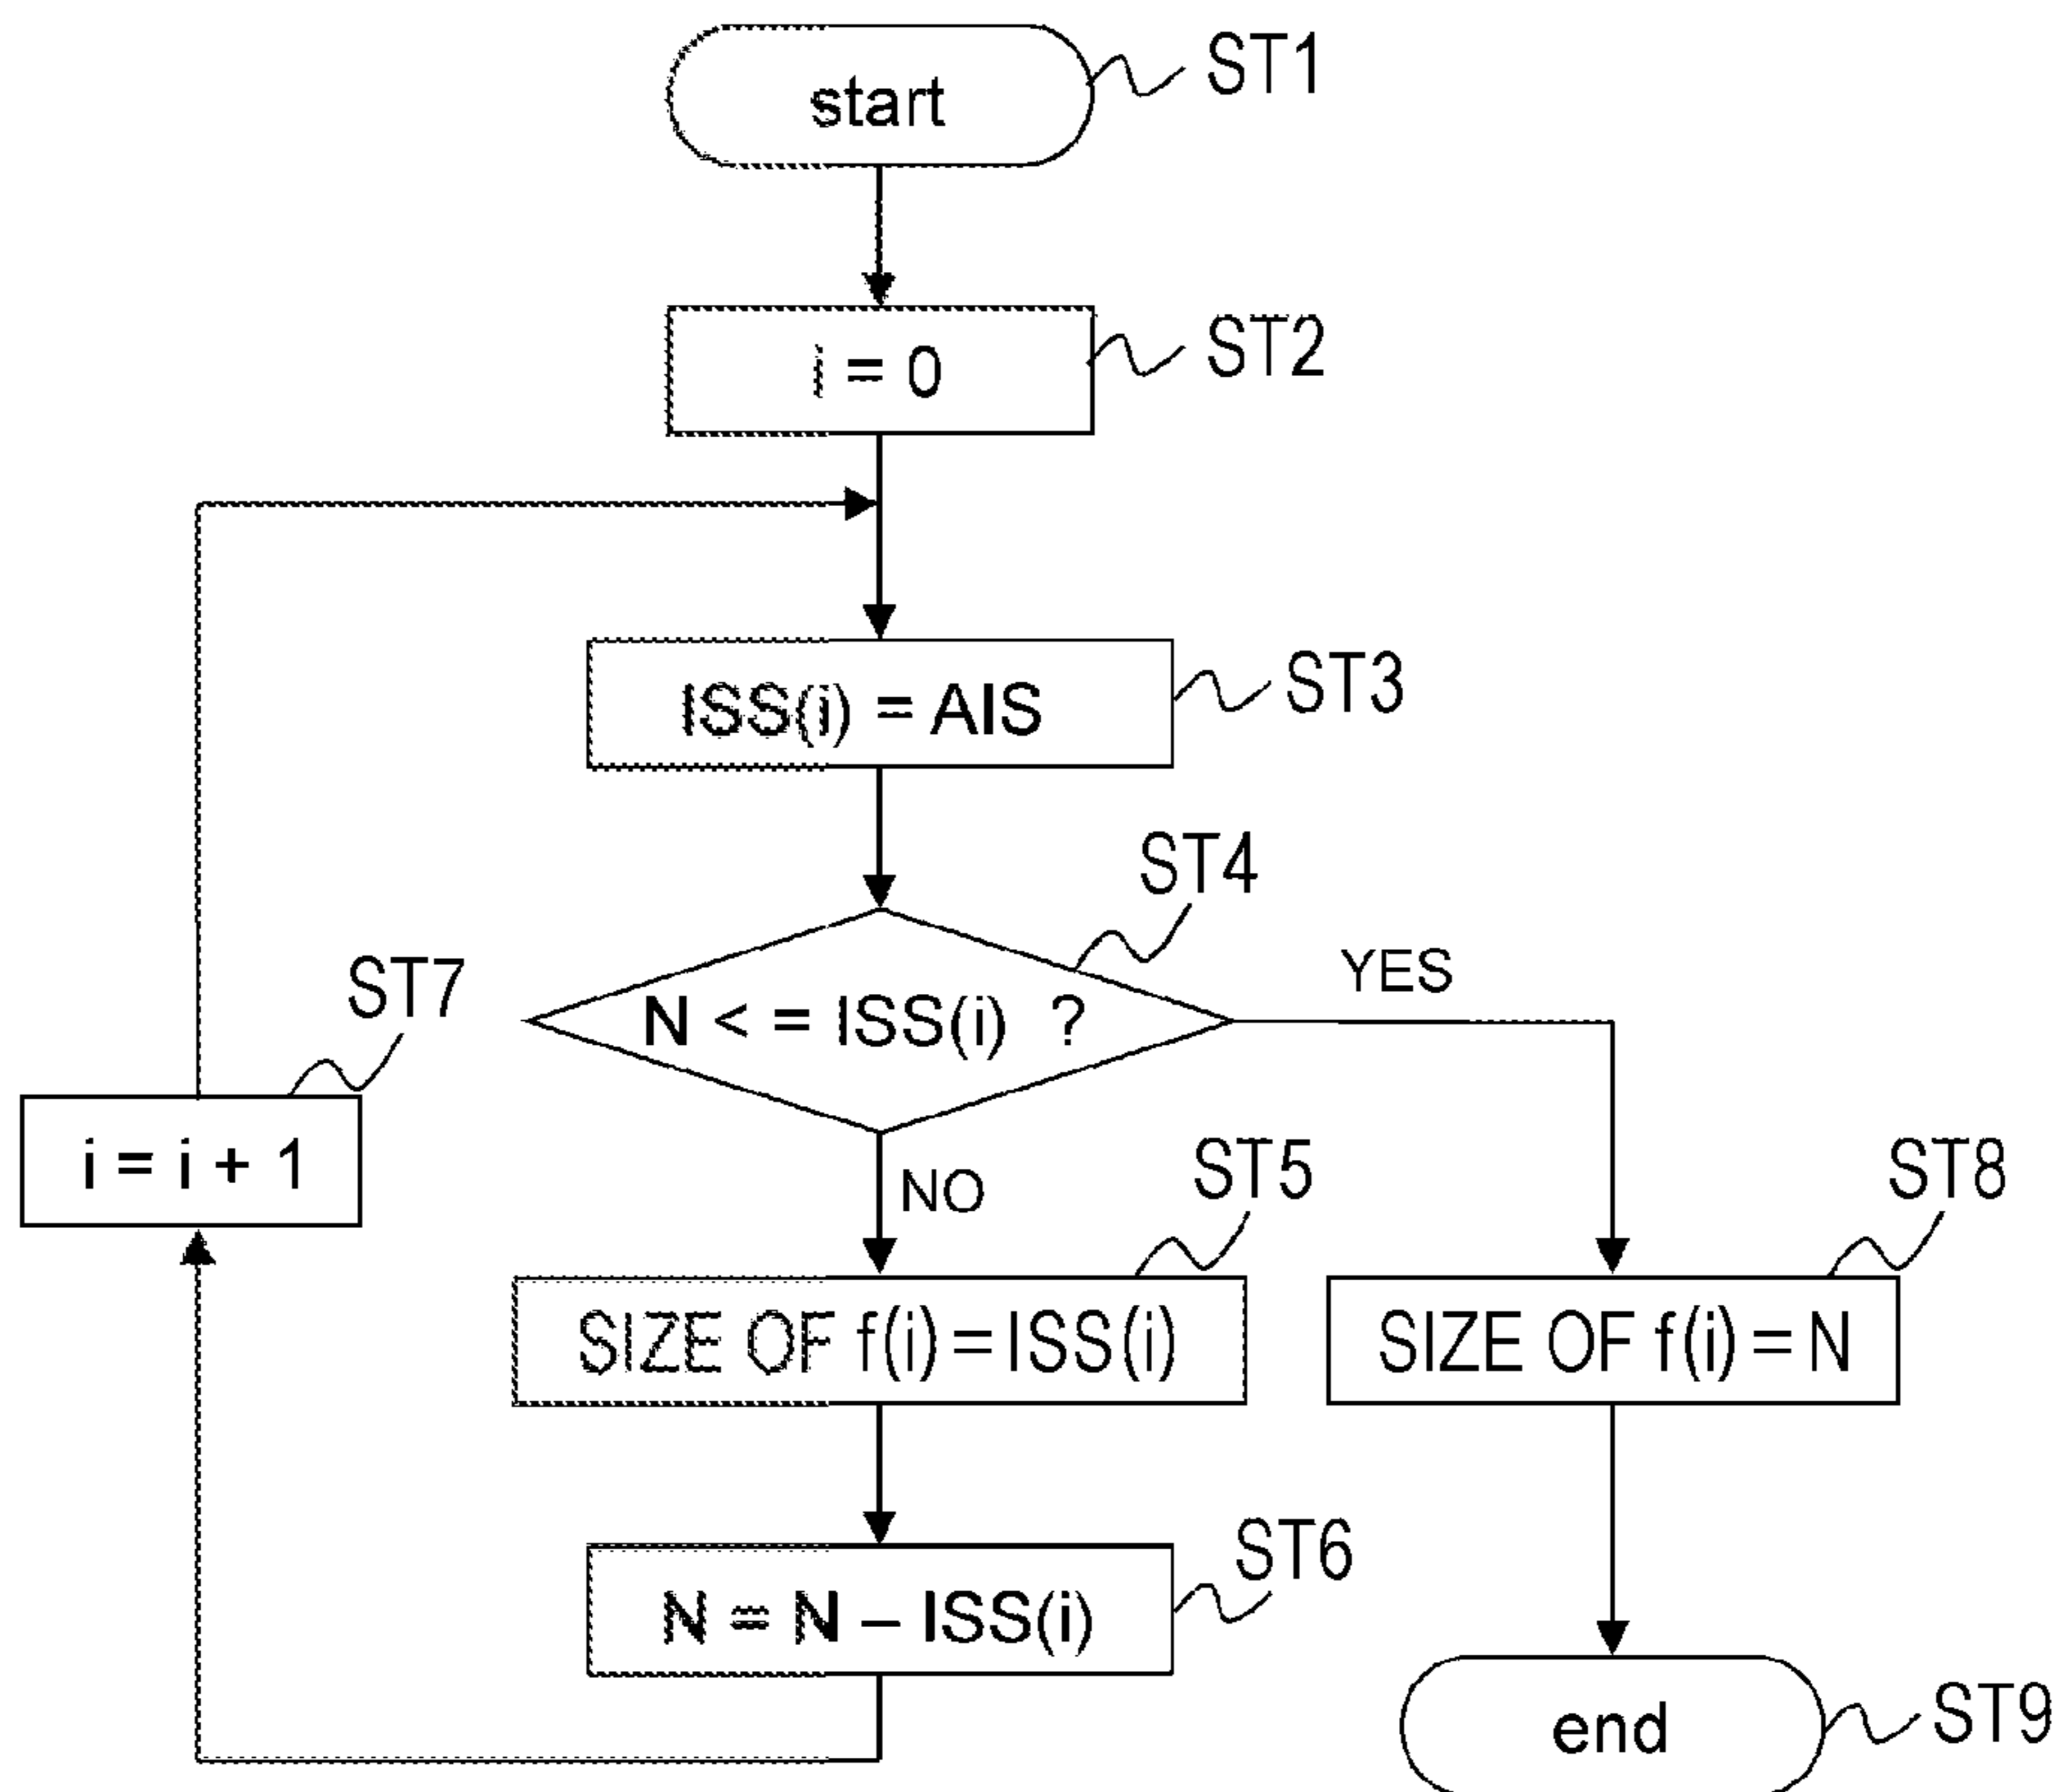 start
ST1
i = 0
ST2
ISS(i) = AIS
ST3
ST4
N < = ISS(i) ?
YES
ST7
i = i + 1
NO
ST5
SIZE OF f(i) = ISS(i)
ST8
SIZE OF f(i) = N
ST6
N = N – ISS(i)
end
ST9